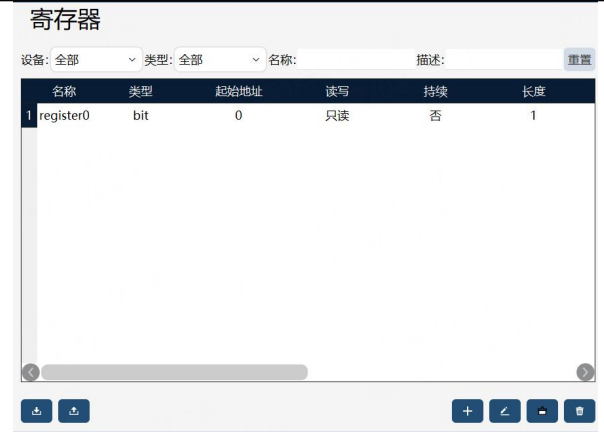 寄存器
设备: 全部 类型: 全部 名称: 描述: 重置
名称 类型 起始地址 读写 持续 长度
1 register0 bit 0 只读 否 1